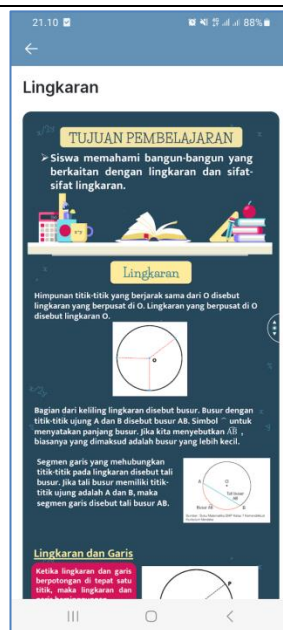 21.10
88%
Lingkaran
TUJUAN PEMBELAJARAN
➢Siswa memahami bangun-bangun yang
berkaitan dengan lingkaran dan sifat-
sifat lingkaran.
Lingkaran
Himpunan titik-titik yang berjarak sama dari O disebut
lingkaran yang berpusat di O. Lingkaran yang berpusat di O
disebut lingkaran O.
O
Bagian dari keliling lingkaran disebut busur. Busur dengan
titik-titik ujung A dan B disebut busur AB. Simbol ⌒ untuk
menyatakan panjang busur. Jika kita menyebutkan AB ,
biasanya yang dimaksud adalah busur yang lebih kecil.
Segmen garis yang mehubungkan
titik-titik pada lingkaran disebut tali
busur. Jika tali busur memiliki titik-
titik ujung adalah A dan B, maka
segmen garis disebut tali busur AB.
O
A
Tali busur
AB
Busur AB
B
Lingkaran dan Garis
Ketika lingkaran dan garis
berpotongan di tepat satu
titik, maka lingkaran dan
P